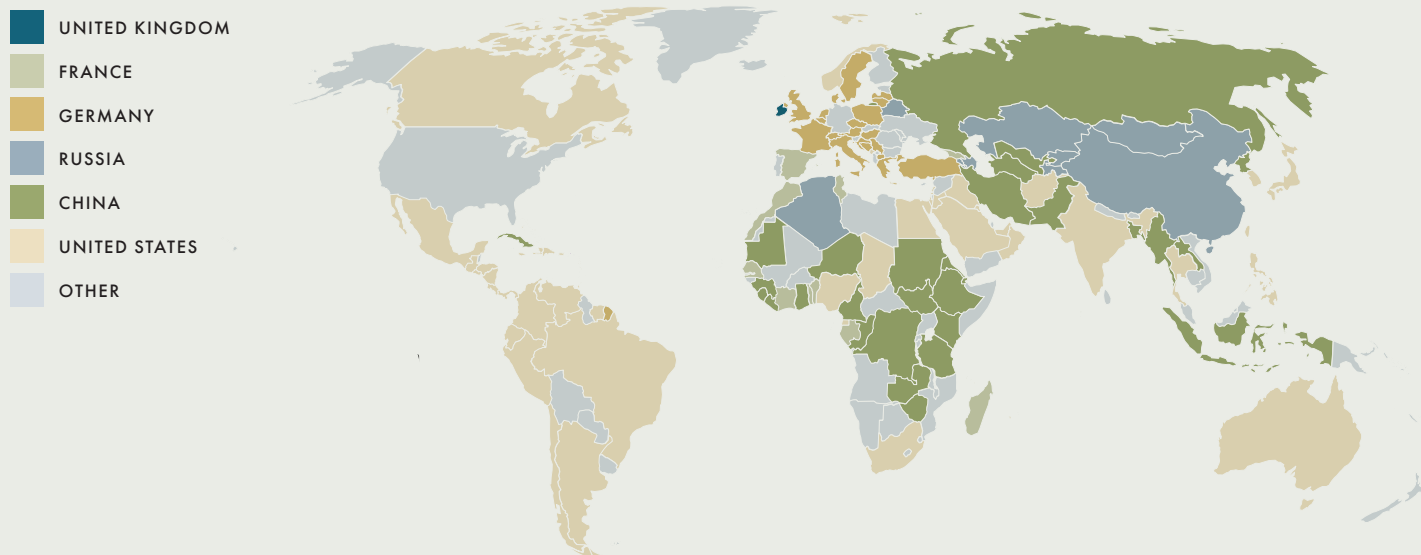 UNITED KINGDOM
FRANCE
GERMANY
RUSSIA
CHINA
UNITED STATES
OTHER